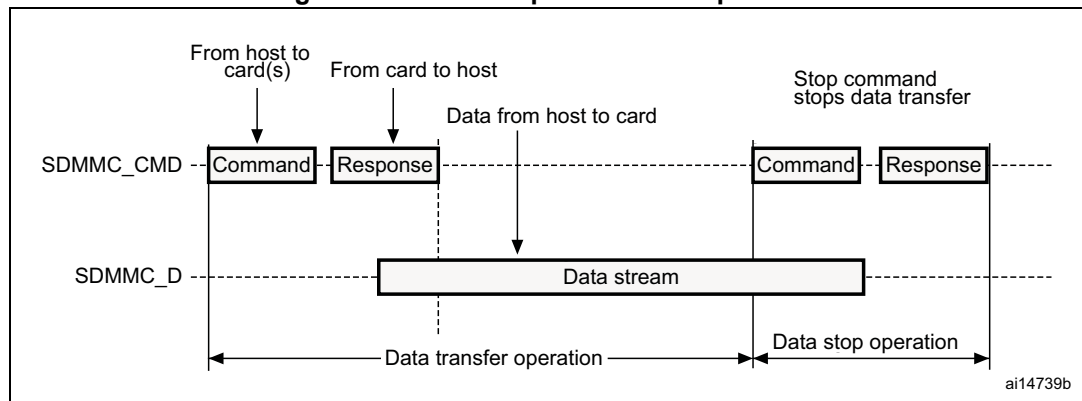 From host to
card(s)
From card to host
Stop command
stops data transfer
Data from host to card
SDMMC_CMD
Command
Response
Command
Response
SDMMC_D
Data stream
Data transfer operation
Data stop operation
ai14739b